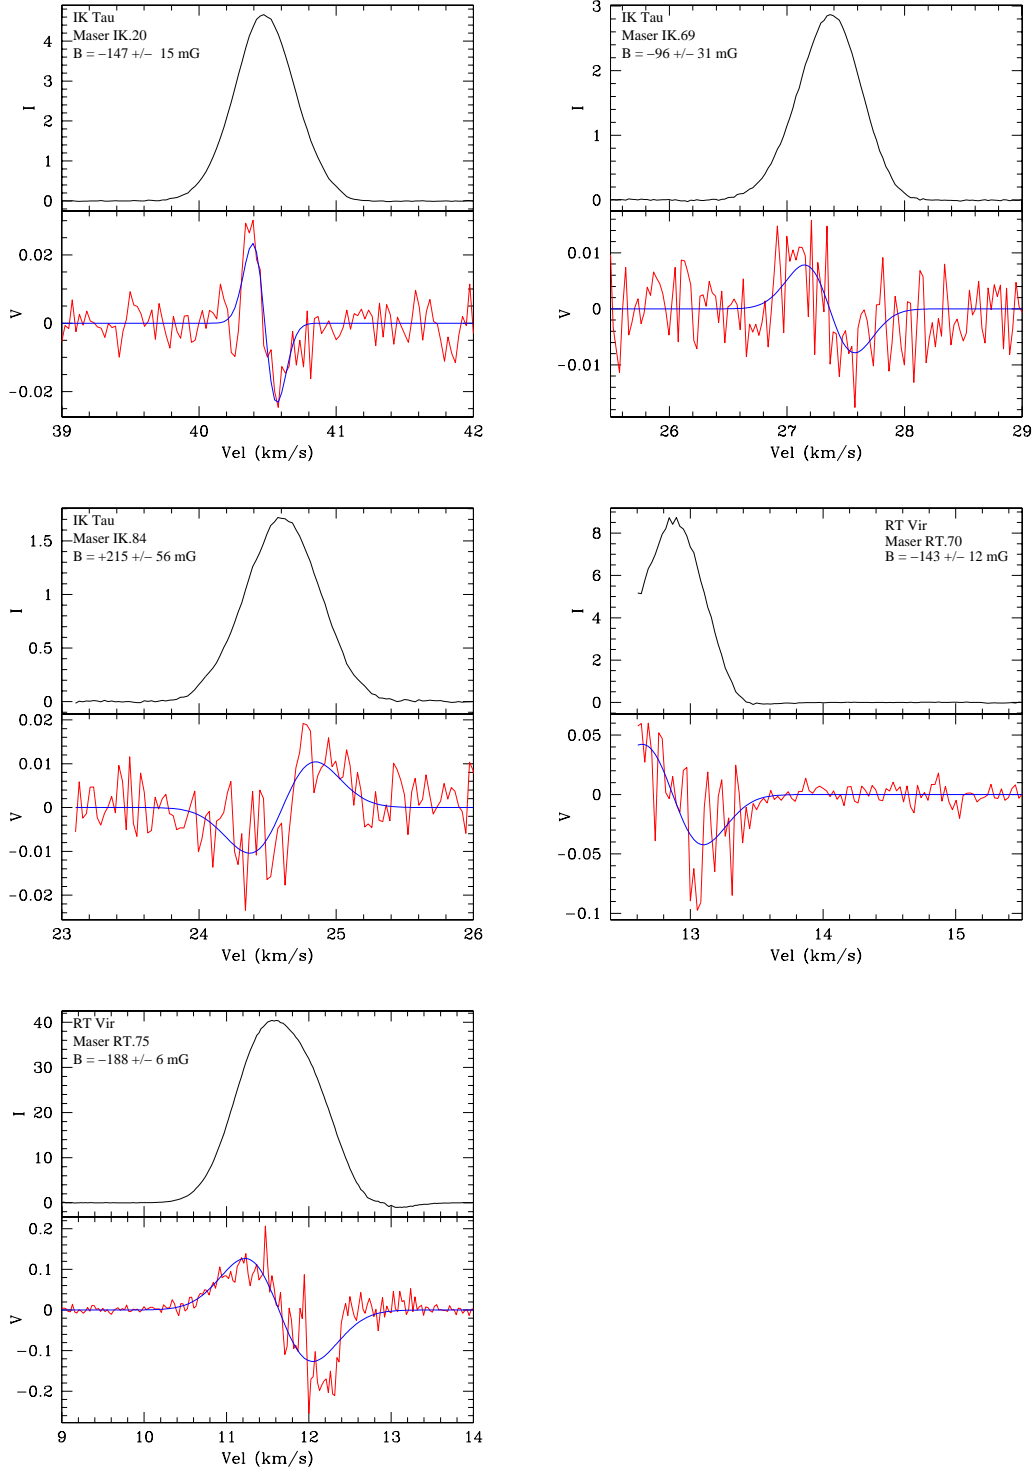 IK Tau
Maser IK.20
B = −147 +/− 15 mG
I
4
3
2
1
0
V
0.02
0
-0.02
39 40 41 42
Vel (km/s)
IK Tau
Maser IK.69
B = −96 +/− 31 mG
I
3
2
1
0
V
0.01
0
-0.01
26 27 28 29
Vel (km/s)
IK Tau
Maser IK.84
B = +215 +/− 56 mG
I
1.5
1
0.5
0
V
0.02
0.01
0
-0.01
-0.02
23 24 25 26
Vel (km/s)
RT Vir
Maser RT.70
B = −143 +/− 12 mG
I
8
6
4
2
0
V
0.05
0
-0.05
-0.1
13 14 15
Vel (km/s)
RT Vir
Maser RT.75
B = −188 +/− 6 mG
I
40
30
20
10
0
V
0.2
0.1
0
-0.1
-0.2
9 10 11 12 13 14
Vel (km/s)